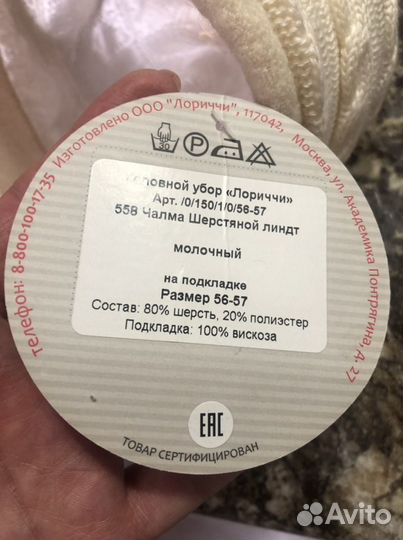 Телефон: 8-800-100-17-35 Изготовлено ООО "Лориччи", 117042, Москва, ул. Академика Понтрягина, д. 27
30 P
Головной убор «Лориччи»
Арт. /0/150/1/0/56-57
558 Чалма Шерстяной линдт
молочный
на подкладке
Размер 56-57
Состав: 80% шерсть, 20% полиэстер
Подкладка: 100% вискоза
EAC
ТОВАР СЕРТИФИЦИРОВАН
Avito